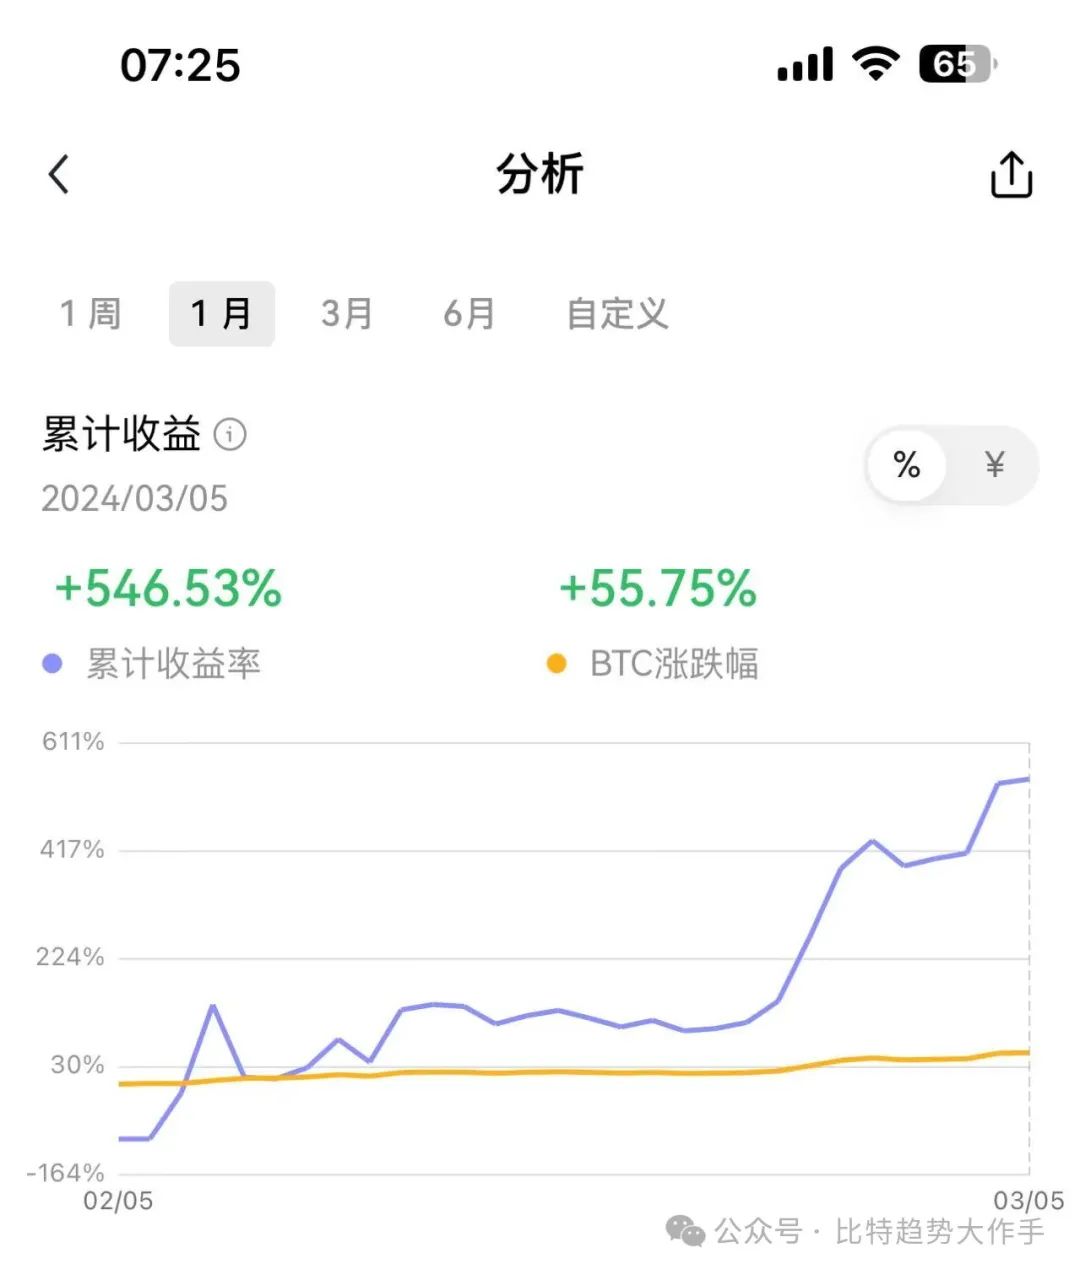 07:25
65
分析
1 周 1 月 3月 6月 自定义
累计收益
2024/03/05
% ¥
+546.53% +55.75%
累计收益率 BTC涨跌幅
611%
417%
224%
30%
-164%
02/05 03/05
公众号 · 比特趋势大作手